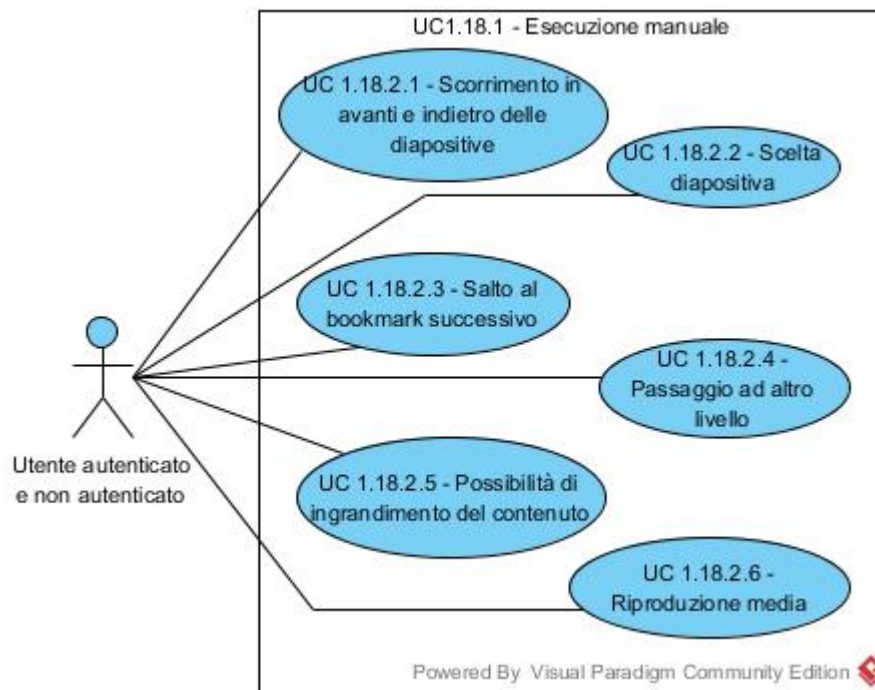 UC1.18.1 - Esecuzione manuale
UC 1.18.2.1 - Scorrimento in
avanti e indietro delle
diapositive
UC 1.18.2.2 - Scelta
diapositiva
UC 1.18.2.3 - Salto al
bookmark successivo
UC 1.18.2.4 -
Passaggio ad altro
livello
Utente autenticato
e non autenticato
UC 1.18.2.5 - Possibilità di
ingrandimento del contenuto
UC 1.18.2.6 -
Riproduzione media
Powered By Visual Paradigm Community Edition